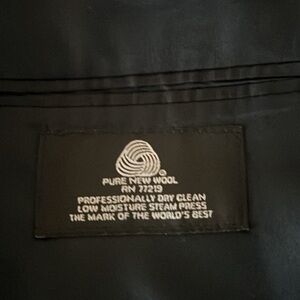 PURE NEW WOOL
RN 77219
PROFESSIONALLY DRY CLEAN
LOW MOISTURE STEAM PRESS
THE MARK OF THE WORLD'S BEST